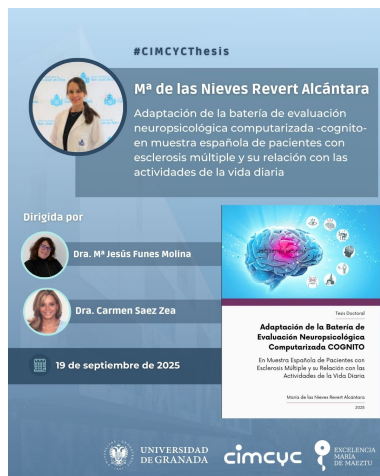 #CIMCYCThesis
Mª de las Nieves Revert Alcántara
Adaptación de la batería de evaluación
neuropsicológica computarizada -cognito-
en muestra española de pacientes con
esclerosis múltiple y su relación con las
actividades de la vida diaria
Dirigida por
Dra. Mª Jesús Funes Molina
Dra. Carmen Saez Zea
19 de septiembre de 2025
Tesis Doctoral
Adaptación de la Batería de
Evaluación Neuropsicológica
Computarizada COGNITO
En Muestra Española de Pacientes con
Esclerosis Múltiple y su Relación con las
Actividades de la Vida Diaria
María de las Nieves Revert Alcántara
2025
UNIVERSIDAD
DE GRANADA
cimcyc
EXCELENCIA
MARÍA
DE MAEZTU